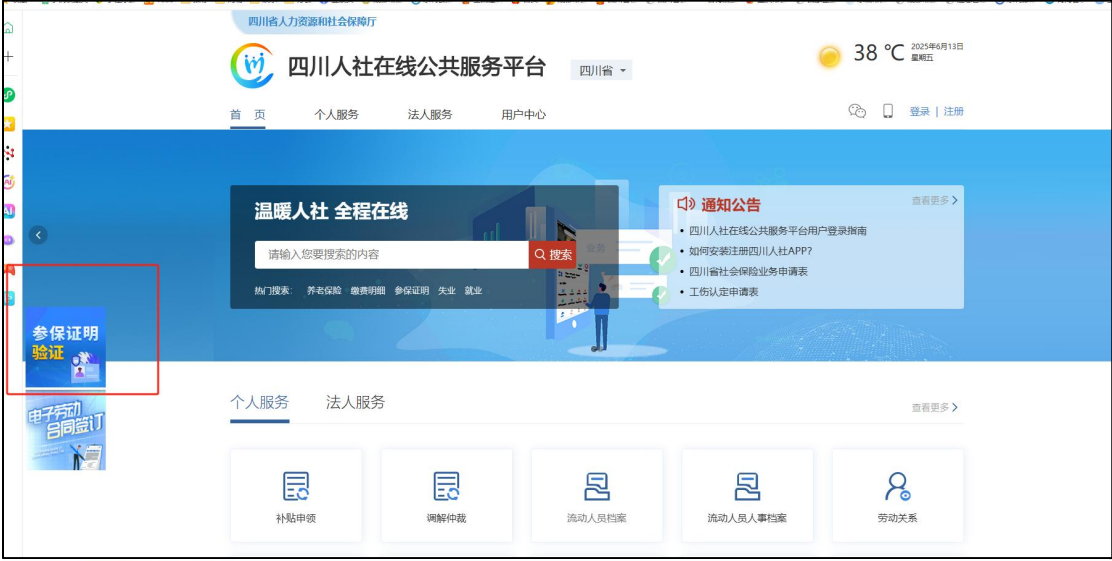 四川省人力资源和社会保障厅
四川人社在线公共服务平台
四川省
38 ℃
2025年6月13日
星期五
首 页 个人服务 法人服务 用户中心
登录 | 注册
温暖人社 全程在线
请输入您要搜索的内容
搜索
热门搜索: 养老保险 缴费明细 参保证明 失业 就业
通知公告
查看更多
四川人社在线公共服务平台用户登录指南
如何安装注册四川人社APP?
四川省社会保险业务申请表
工伤认定申请表
参保证明
验证
电子劳动
合同签订
个人服务 法人服务
查看更多
补贴申领
调解仲裁
流动人员档案
流动人员人事档案
劳动关系